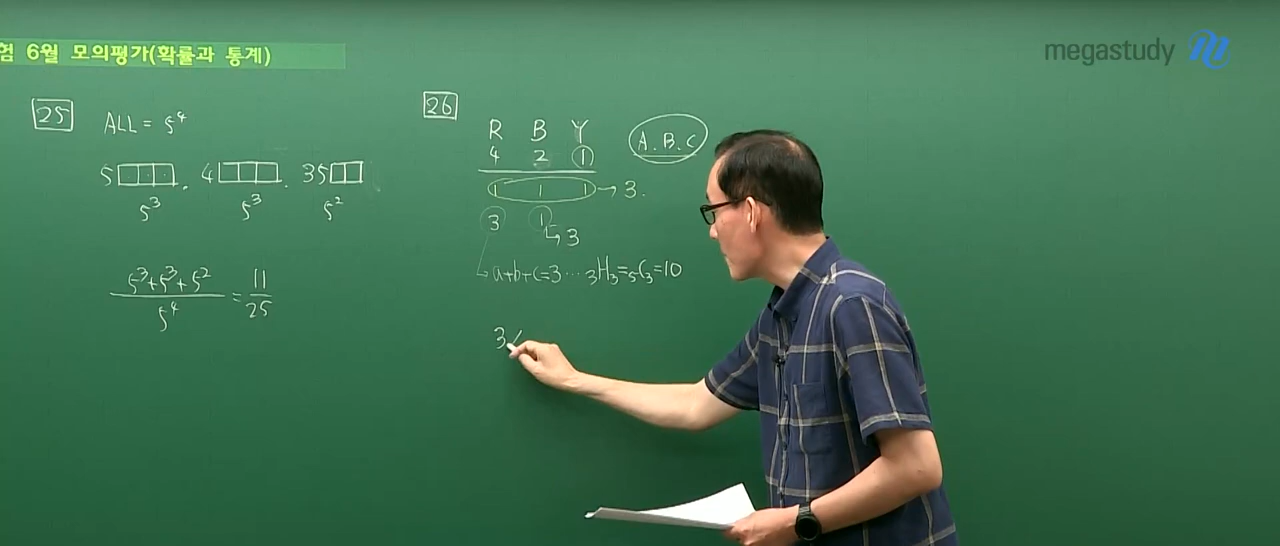 험 6월 모의평가(확률과 통계)
megastudy
25
ALL = 5⁴
5 . 4 . 35
5³ 5³ 5²
5³+5³+5² / 5⁴ = 11/25
26
R B Y
4 2 1
A. B. C
1 1 1 → 3.
3 1
↳ 3
↳ a+b+c=3 ··· ₃H₃=₅C₃=10
3